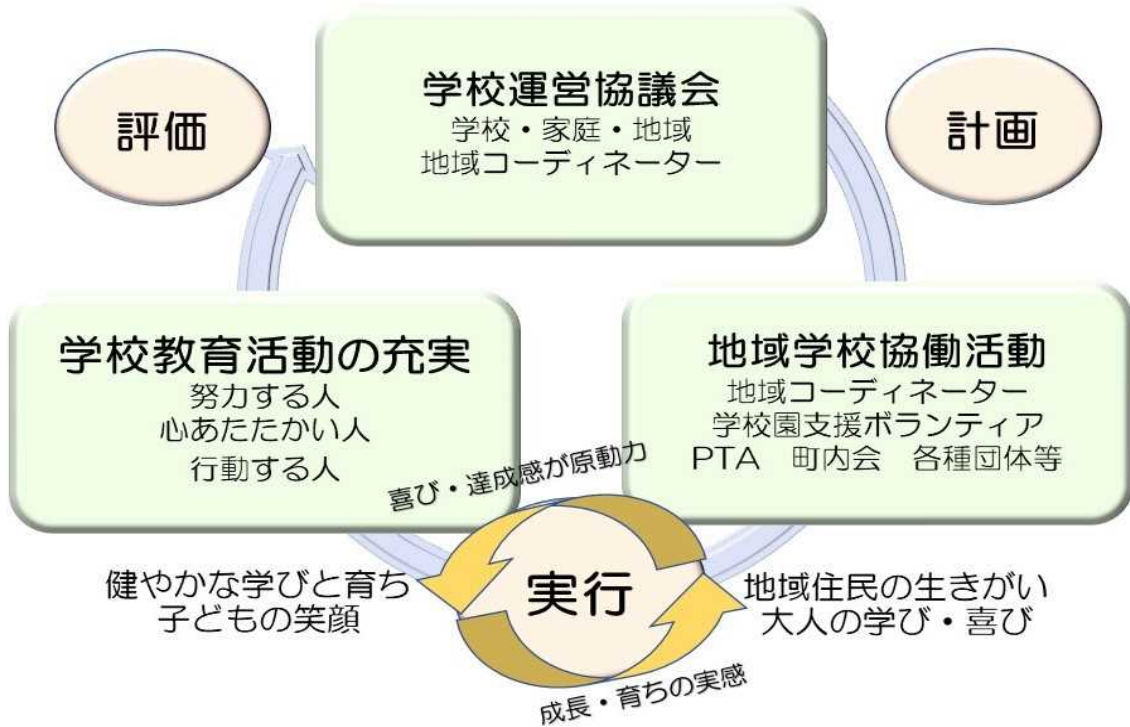 評価
学校運営協議会
学校・家庭・地域
地域コーディネーター
計画
学校教育活動の充実
努力する人
心あたたかい人
行動する人
地域学校協働活動
地域コーディネーター
学校園支援ボランティア
PTA 町内会 各種団体等
喜び・達成感が原動力
健やかな学びと育ち
子どもの笑顔
実行
地域住民の生きがい
大人の学び・喜び
成長・育ちの実感